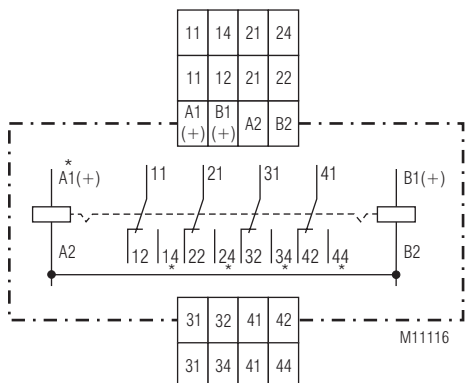 11 14 21 24
11 12 21 22
A1 B1 A2 B2
(+) (+)
*
A1(+) 11 21 31 41 B1(+)
A2 12 14 22 24 32 34 42 44 B2
* * * *
31 32 41 42
M11116
31 34 41 44